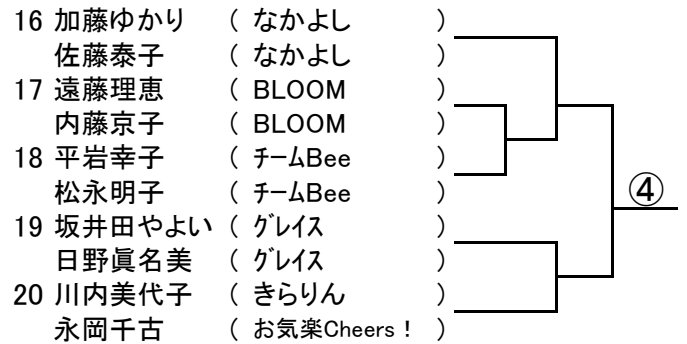 16 加藤ゆかり ( なかよし )
佐藤泰子 ( なかよし )
17 遠藤理恵 ( BLOOM )
内藤京子 ( BLOOM )
18 平岩幸子 ( ﾁｰﾑBee )
松永明子 ( ﾁｰﾑBee )
④
19 坂井田やよい ( ｸﾞﾚｲｽ )
日野眞名美 ( ｸﾞﾚｲｽ )
20 川内美代子 ( きらりん )
永岡千古 ( お気楽Cheers！ )